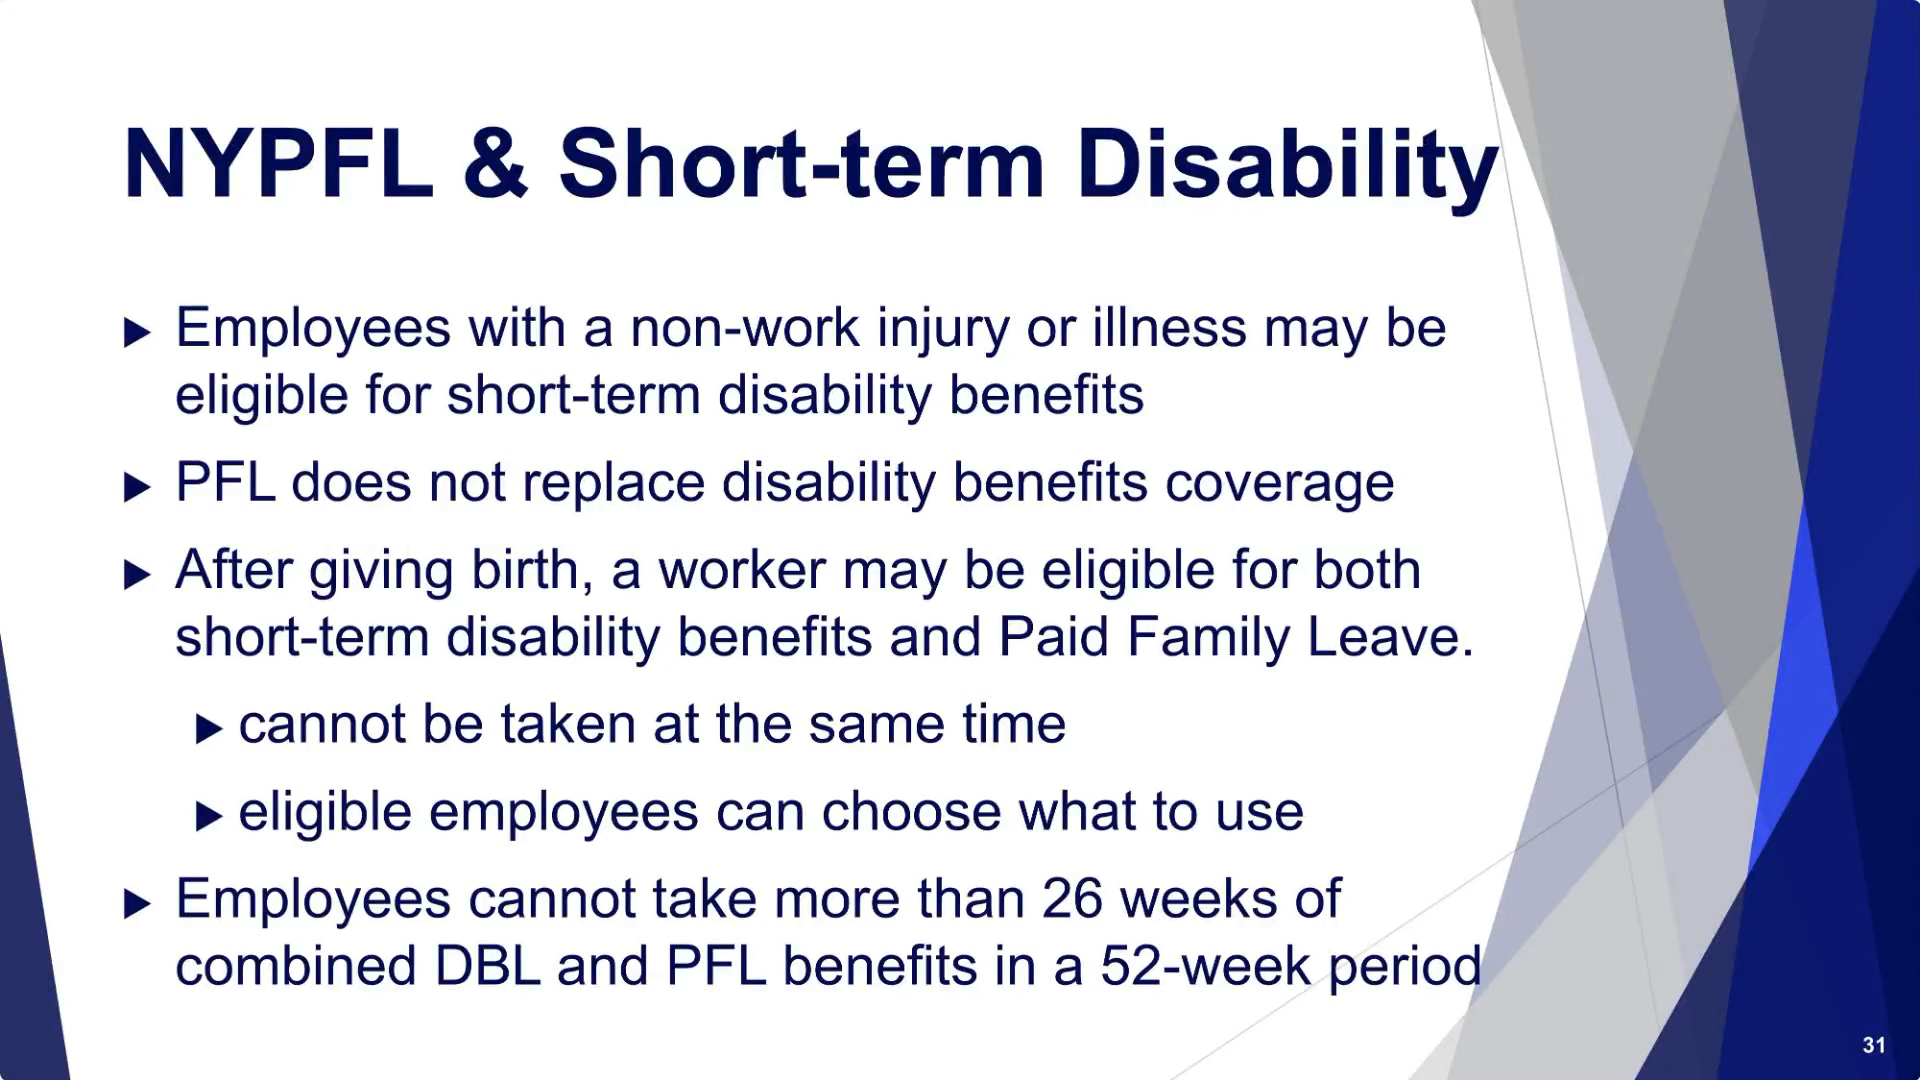 NYPFL & Short-term Disability
Employees with a non-work injury or illness may be
eligible for short-term disability benefits
PFL does not replace disability benefits coverage
After giving birth, a worker may be eligible for both
short-term disability benefits and Paid Family Leave.
cannot be taken at the same time
eligible employees can choose what to use
Employees cannot take more than 26 weeks of
combined DBL and PFL benefits in a 52-week period
31